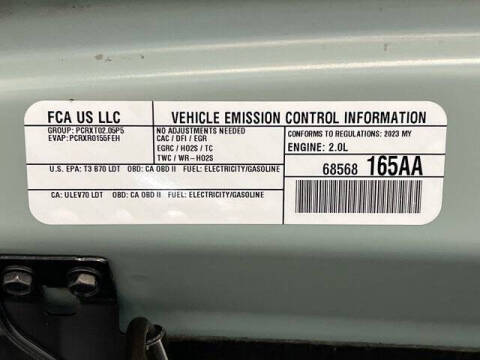 FCA US LLC
GROUP: PCRXT02.05P5
EVAP: PCRXR0155FEH
VEHICLE EMISSION CONTROL INFORMATION
NO ADJUSTMENTS NEEDED
CAC / DFI / EGR
EGRC / HO2S / TC
TWC / WR-HO2S
CONFORMS TO REGULATIONS: 2023 MY
ENGINE: 2.0L
U.S. EPA: T3 B70 LDT OBD: CA OBD II FUEL: ELECTRICITY/GASOLINE
68568 165AA
CA: ULEV70 LDT OBD: CA OBD II FUEL: ELECTRICITY/GASOLINE